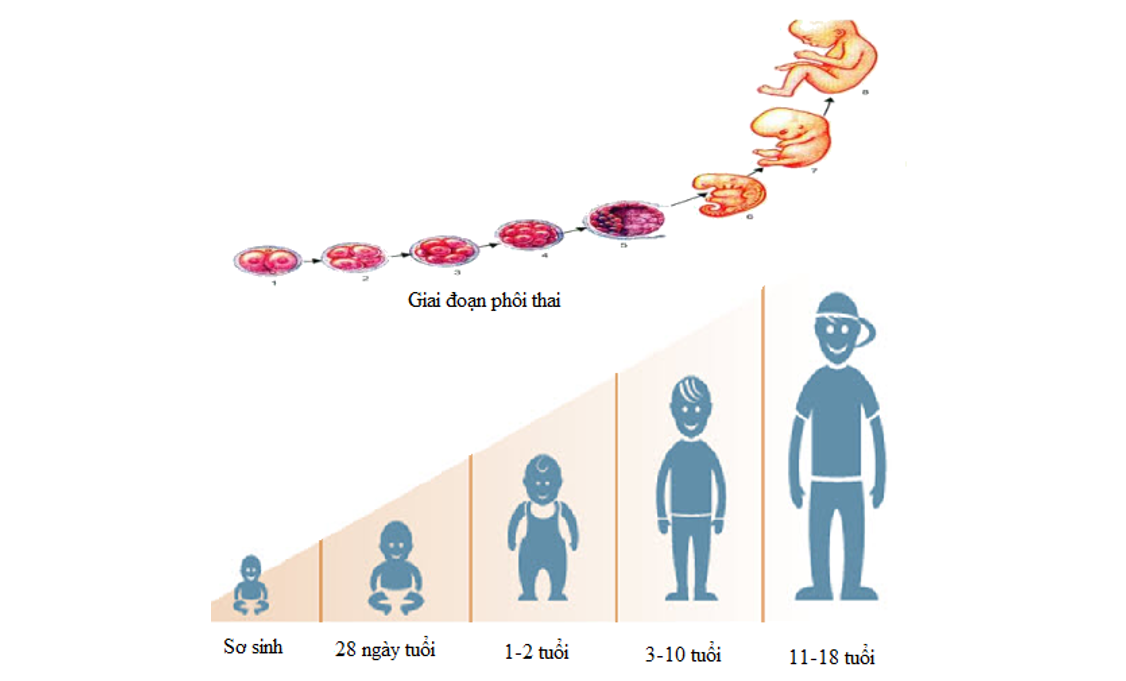 8
7
6
5
4
3
2
1
Giai đoạn phôi thai
Sơ sinh
28 ngày tuổi
1-2 tuổi
3-10 tuổi
11-18 tuổi